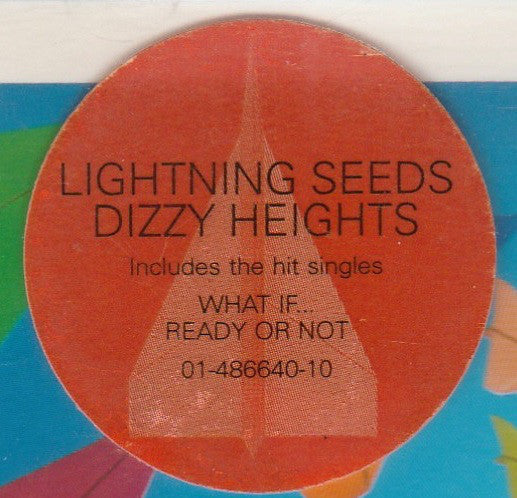 LIGHTNING SEEDS
DIZZY HEIGHTS
Includes the hit singles
WHAT IF...
READY OR NOT
01-486640-10